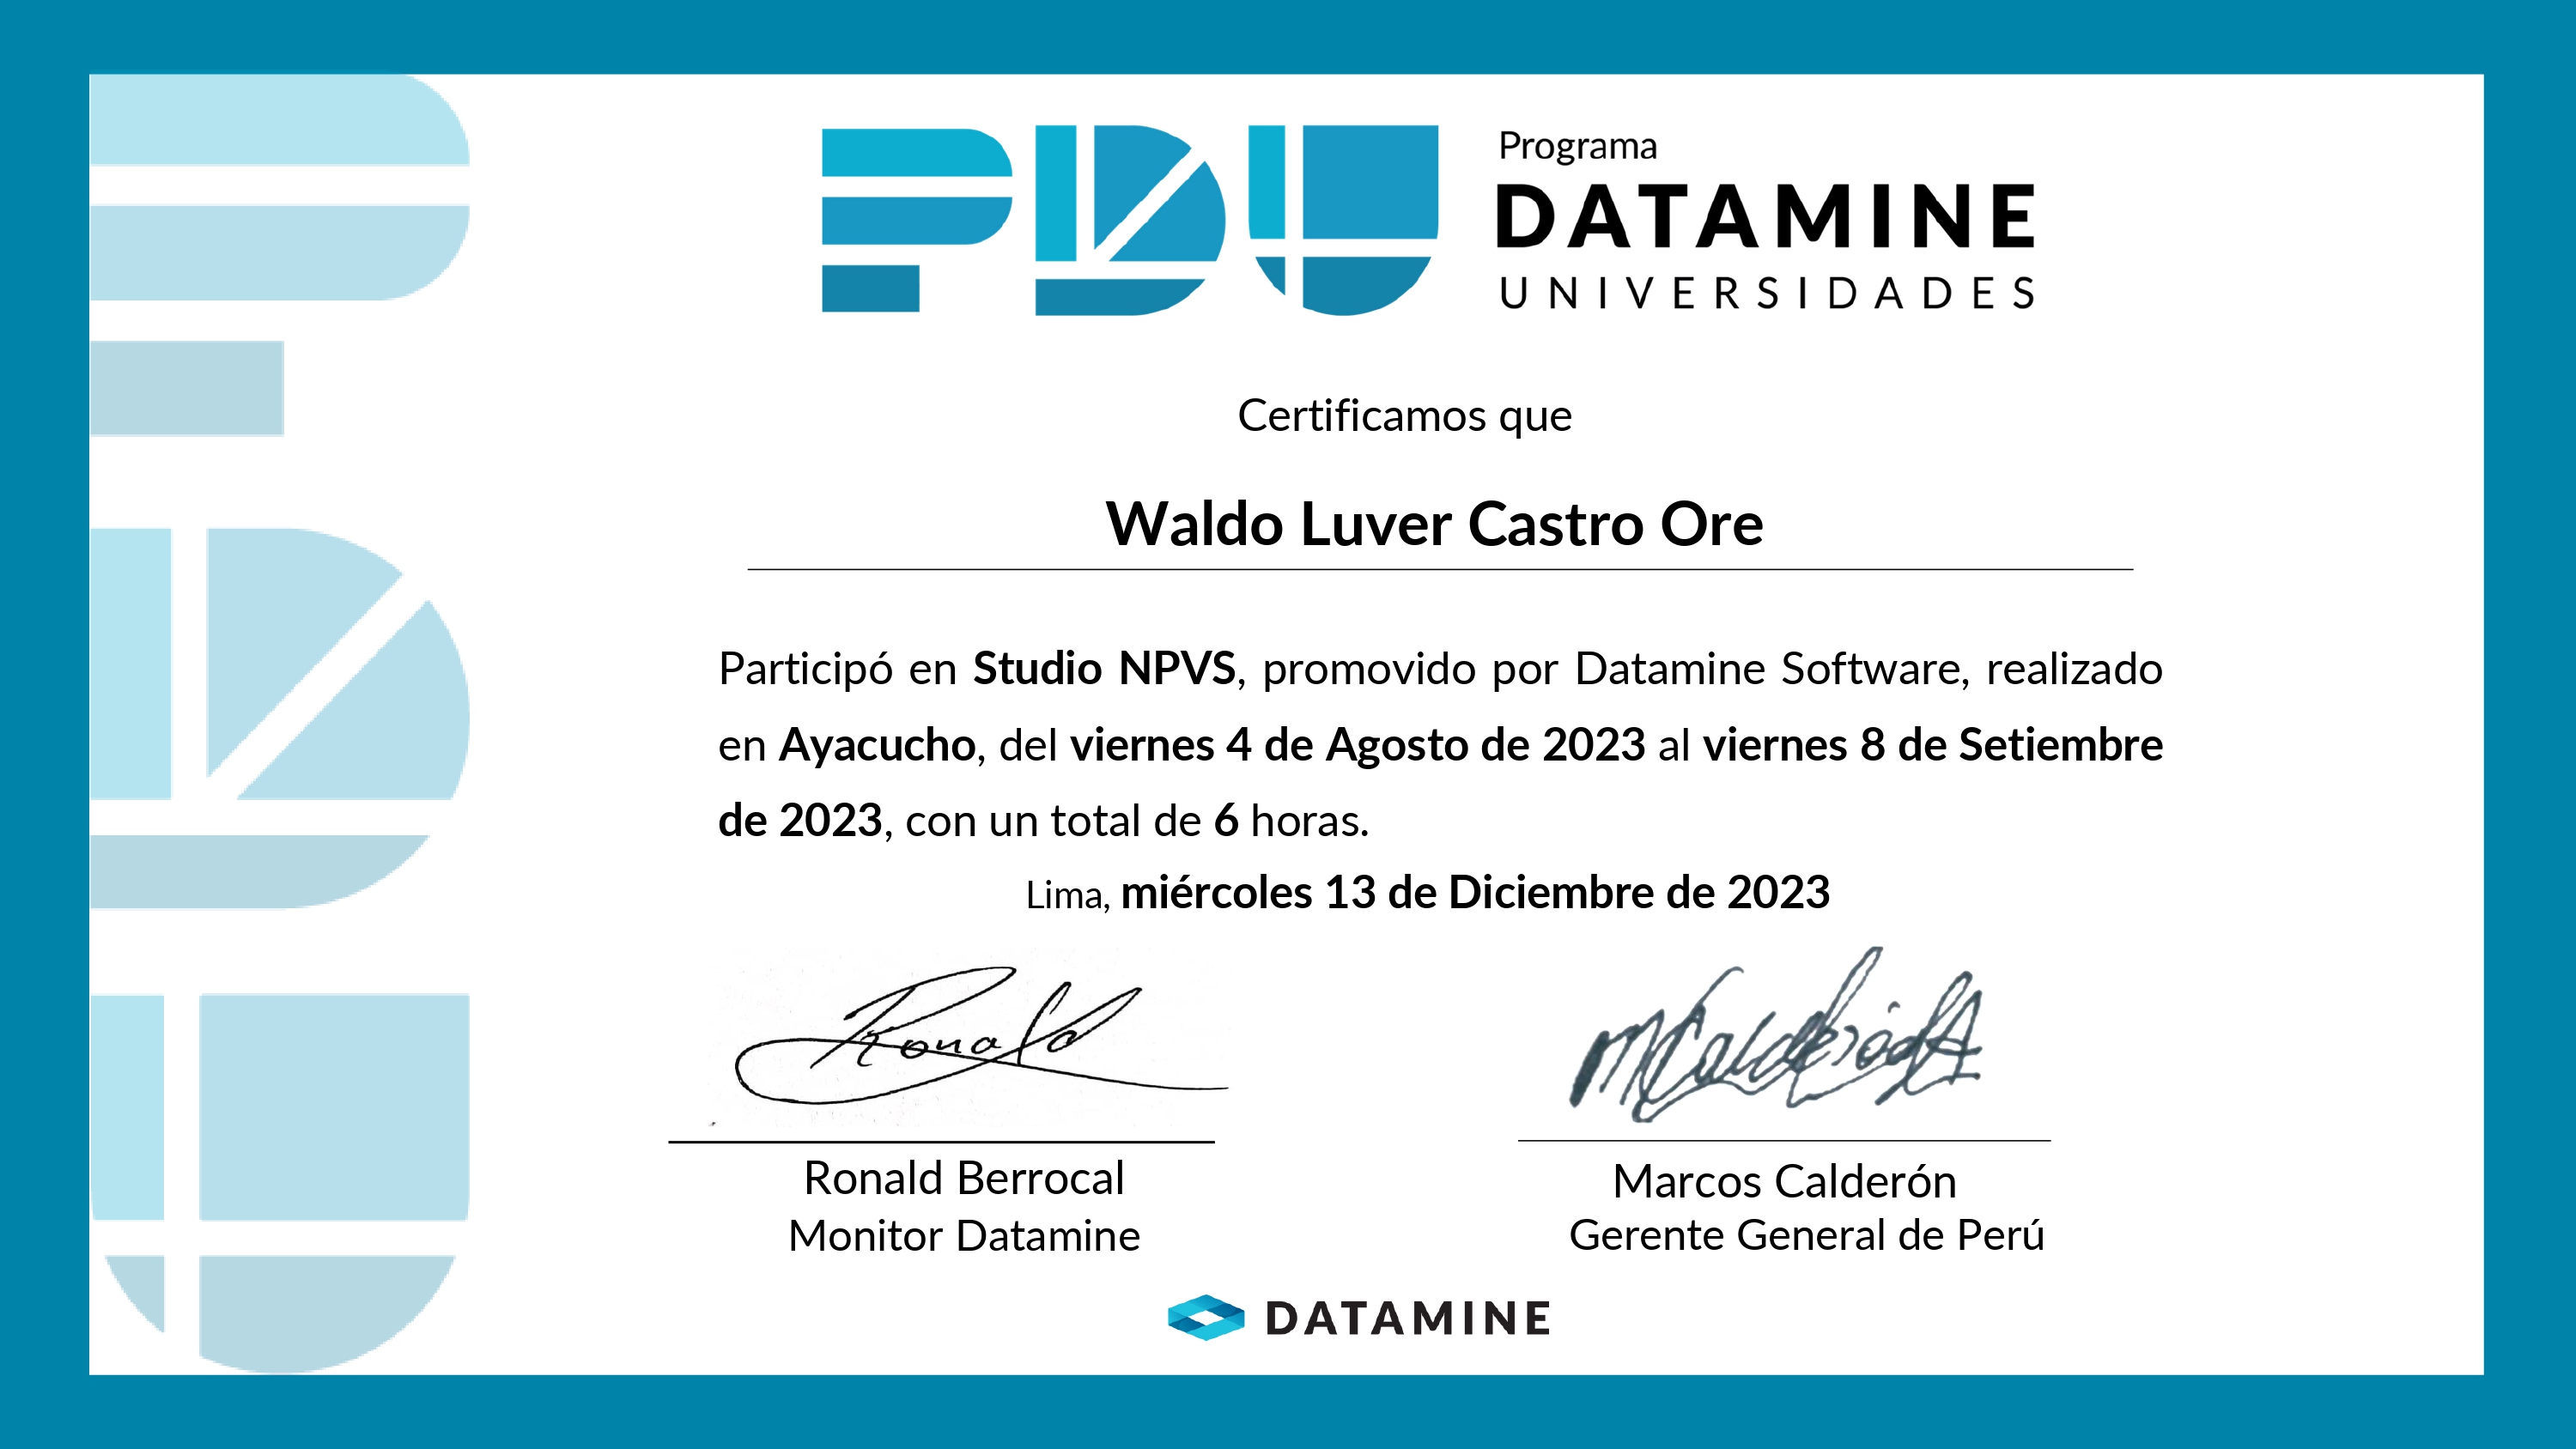 PDU
Programa
DATAMINE
UNIVERSIDADES
Certificamos que
Waldo Luver Castro Ore
Participó en Studio NPVS, promovido por Datamine Software, realizado
en Ayacucho, del viernes 4 de Agosto de 2023 al viernes 8 de Setiembre
de 2023, con un total de 6 horas.
Lima, miércoles 13 de Diciembre de 2023
Ronald
MCalderón
Ronald Berrocal
Monitor Datamine
Marcos Calderón
Gerente General de Perú
DATAMINE